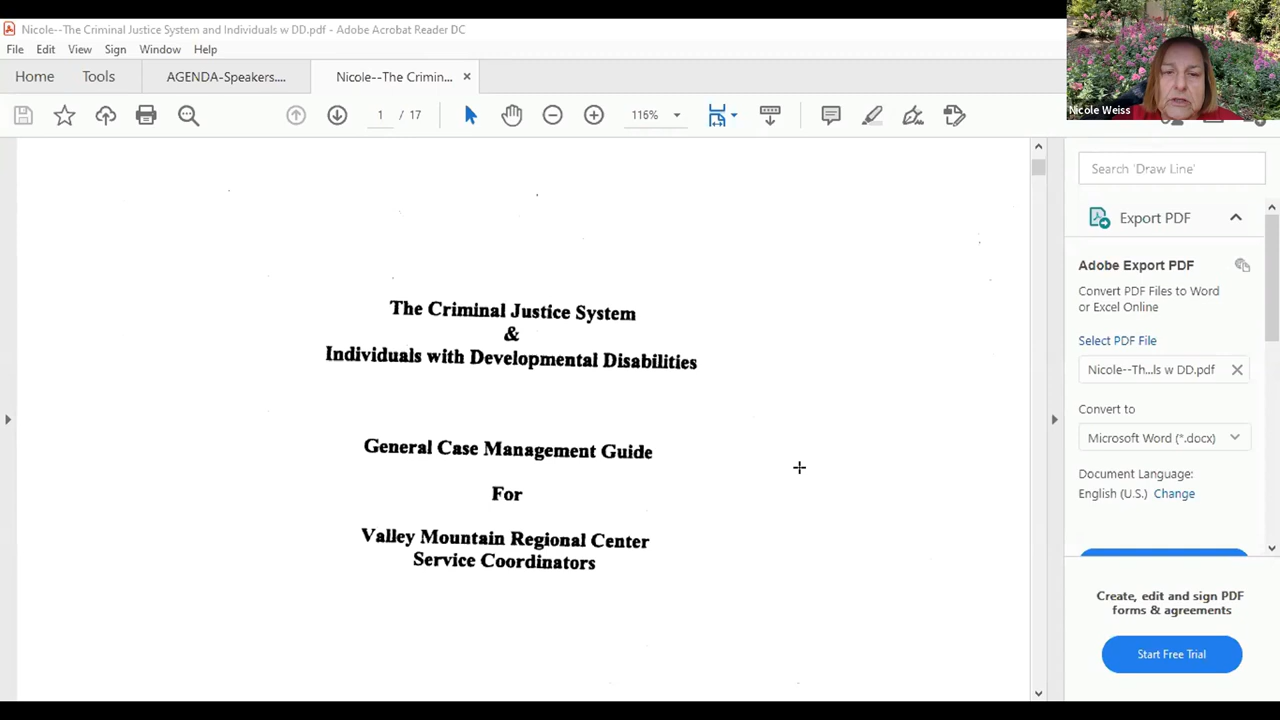 Nicole--The Criminal Justice System and Individuals w DD.pdf - Adobe Acrobat Reader DC
File Edit View Sign Window Help
Home Tools AGENDA-Speakers.... Nicole--The Crimin... ×
1 / 17 116%
Nicole Weiss
The Criminal Justice System
&
Individuals with Developmental Disabilities
General Case Management Guide
For
Valley Mountain Regional Center
Service Coordinators
Search 'Draw Line'
Export PDF
Adobe Export PDF
Convert PDF Files to Word
or Excel Online
Select PDF File
Nicole--Th...ls w DD.pdf
Convert to
Microsoft Word (*.docx)
Document Language:
English (U.S.) Change
Create, edit and sign PDF
forms & agreements
Start Free Trial